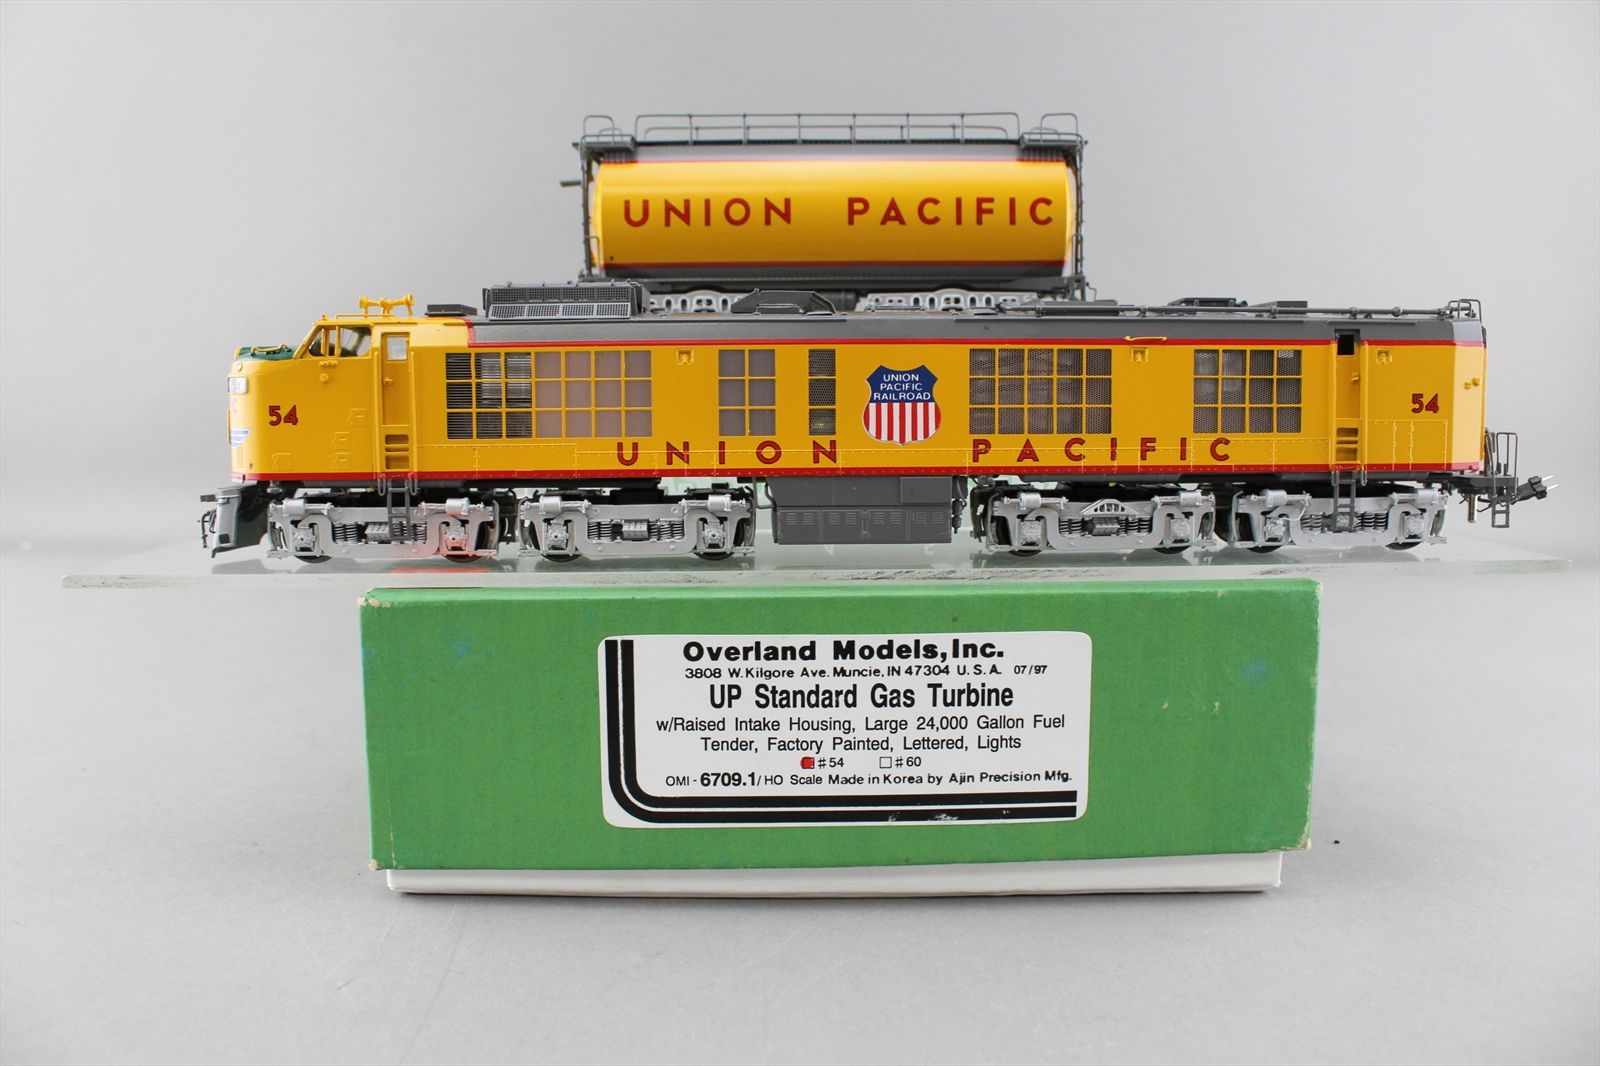 UNION PACIFIC
UNION
PACIFIC
RAILROAD
54
54
UNION PACIFIC
Overland Models,Inc.
3808 W.Kilgore Ave. Muncie, IN 47304 U.S.A. 07/97
UP Standard Gas Turbine
w/Raised Intake Housing, Large 24,000 Gallon Fuel
Tender, Factory Painted, Lettered, Lights
#54 #60
OMI-6709.1/HO Scale Made in Korea by Ajin Precision Mfg.